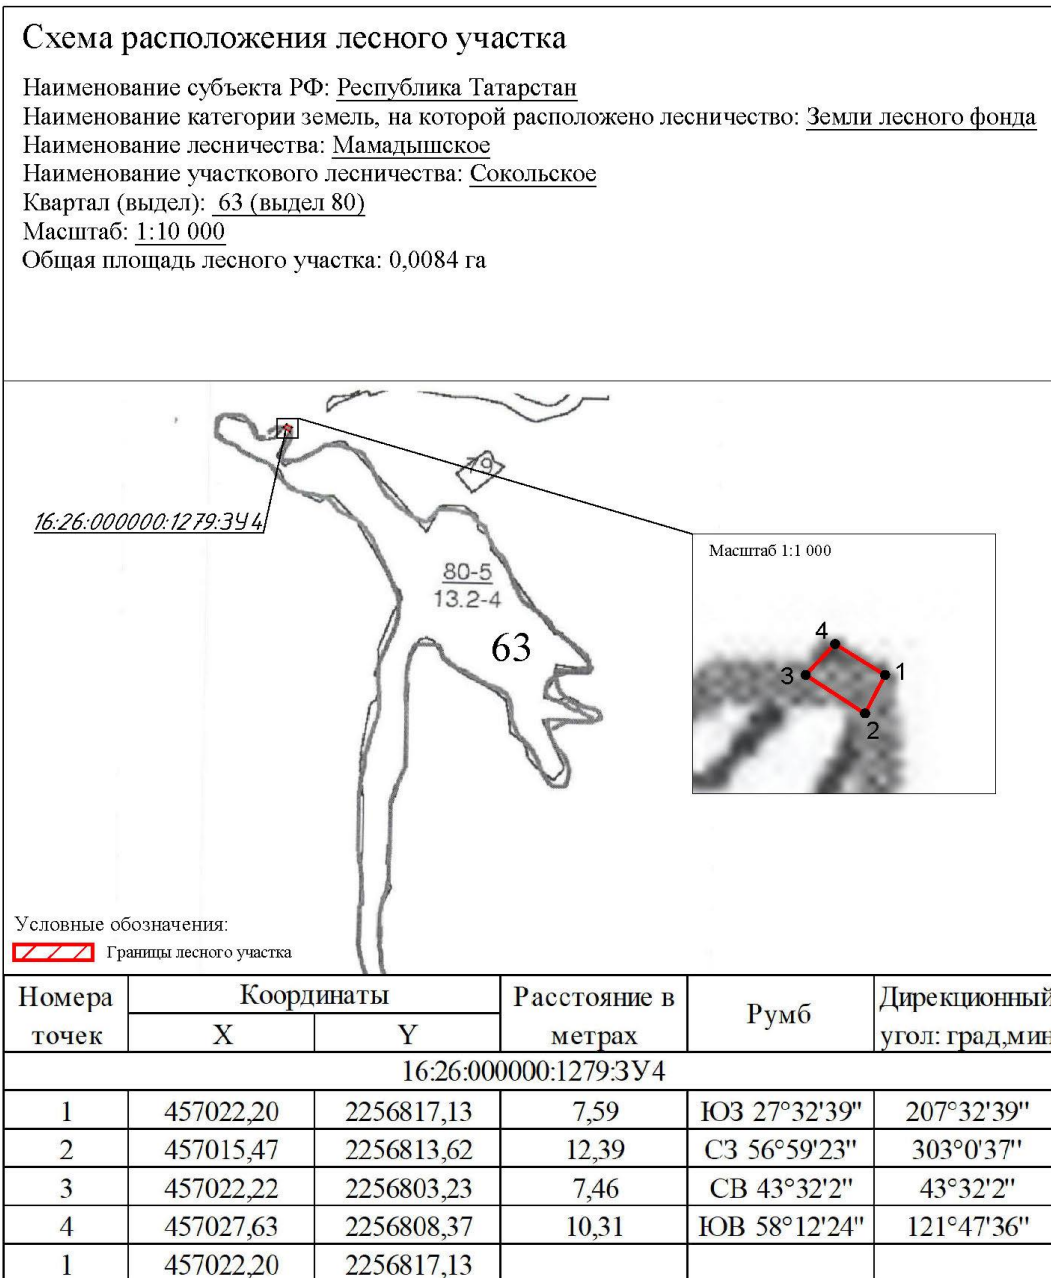 Схема расположения лесного участка
Наименование субъекта РФ: Республика Татарстан
Наименование категории земель, на которой расположено лесничество: Земли лесного фонда
Наименование лесничества: Мамадышское
Наименование участкового лесничества: Сокольское
Квартал (выдел): 63 (выдел 80)
Масштаб: 1:10 000
Общая площадь лесного участка: 0,0084 га
79
16:26:000000:1279:ЗУ4
80-5
13.2-4
63
Масштаб 1:1 000
4
3
1
2
Условные обозначения:
Границы лесного участка
Номера точек Координаты Расстояние в метрах Румб Дирекционный угол: град,мин
X Y
16:26:000000:1279:ЗУ4
1 457022,20 2256817,13 7,59 ЮЗ 27°32'39" 207°32'39"
2 457015,47 2256813,62 12,39 СЗ 56°59'23" 303°0'37"
3 457022,22 2256803,23 7,46 СВ 43°32'2" 43°32'2"
4 457027,63 2256808,37 10,31 ЮВ 58°12'24" 121°47'36"
1 457022,20 2256817,13